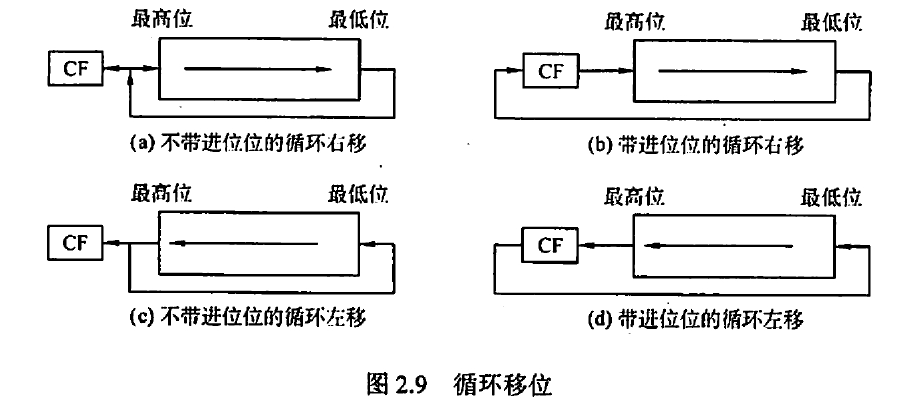 最高位 最低位 最高位 最低位
CF CF
(a) 不带进位位的循环右移 (b) 带进位位的循环右移
最高位 最低位 最高位 最低位
CF CF
(c) 不带进位位的循环左移 (d) 带进位位的循环左移
图 2.9 循环移位